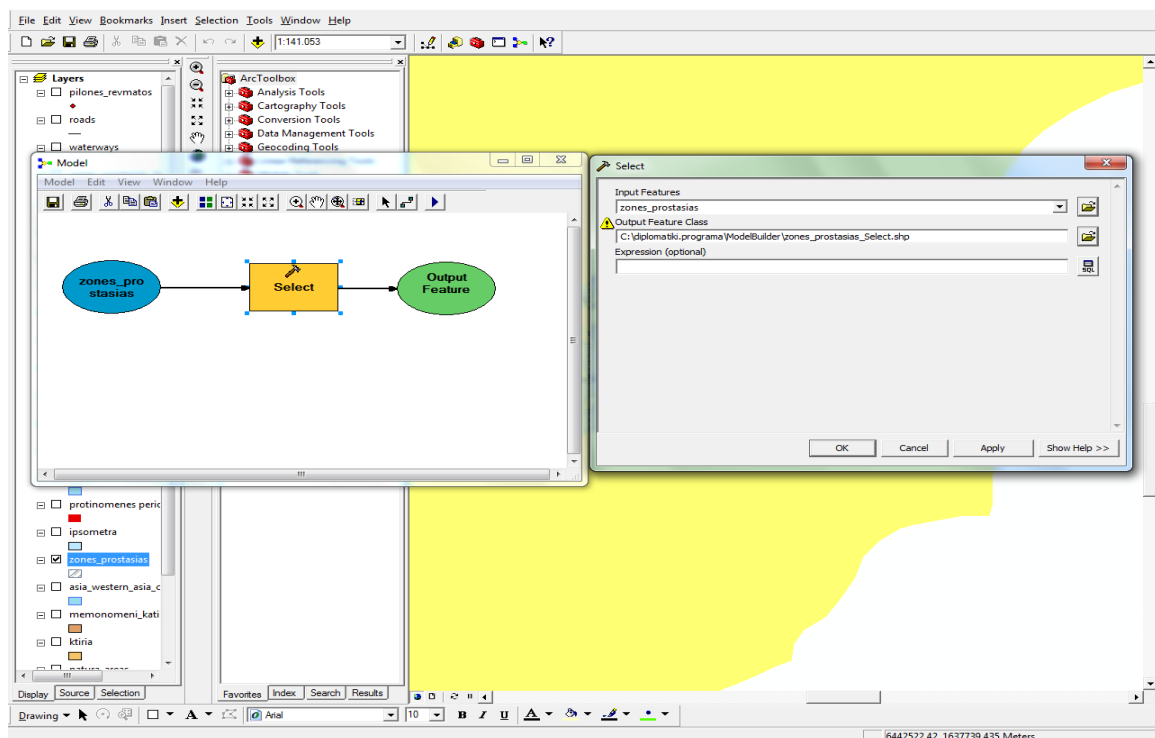 File Edit View Bookmarks Insert Selection Tools Window Help
1:141.053
Layers
pilones_revmatos
roads
waterways
ArcToolbox
Analysis Tools
Cartography Tools
Conversion Tools
Data Management Tools
Geocoding Tools
Model
Model Edit View Window Help
zones_pro
stasias
Select
Output
Feature
Select
Input Features
zones_prostasias
Output Feature Class
C:\diplomatiki.programa\ModelBuilder\zones_prostasias_Select.shp
Expression (optional)
SQL
OK Cancel Apply Show Help >>
protinomenes peric
ipsometra
zones_prostasias
asia_western_asia_c
memonomeni_kati
ktiria
natura_areas
Display Source Selection
Favorites Index Search Results
Drawing A Arial 10 B I U A
6442522,42 1637739,435 Meters